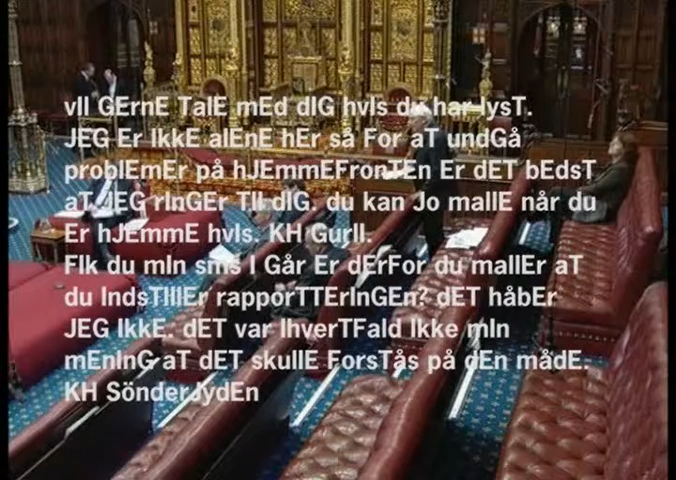 vIl GErnE TalE mEd dIG hvIs du har lysT.
JEG Er IkkE alEnE hEr så For aT undGå
problEmEr på hJEmmEFronTEn Er dET bEdsT
aT JEG rInGEr TIl dIG. du kan Jo maIlE når du
Er hJEmmE hvIs. KH GurlI.
FIk du mIn sms I Går Er dErFor du maIlEr aT
du IndsTIllEr rapporTTErInGEn? dET håbEr
JEG IkkE. dET var IhverTFald Ikke mIn
mEnInG aT dET skullE ForsTås på dEn mådE.
KH SönderJydEn